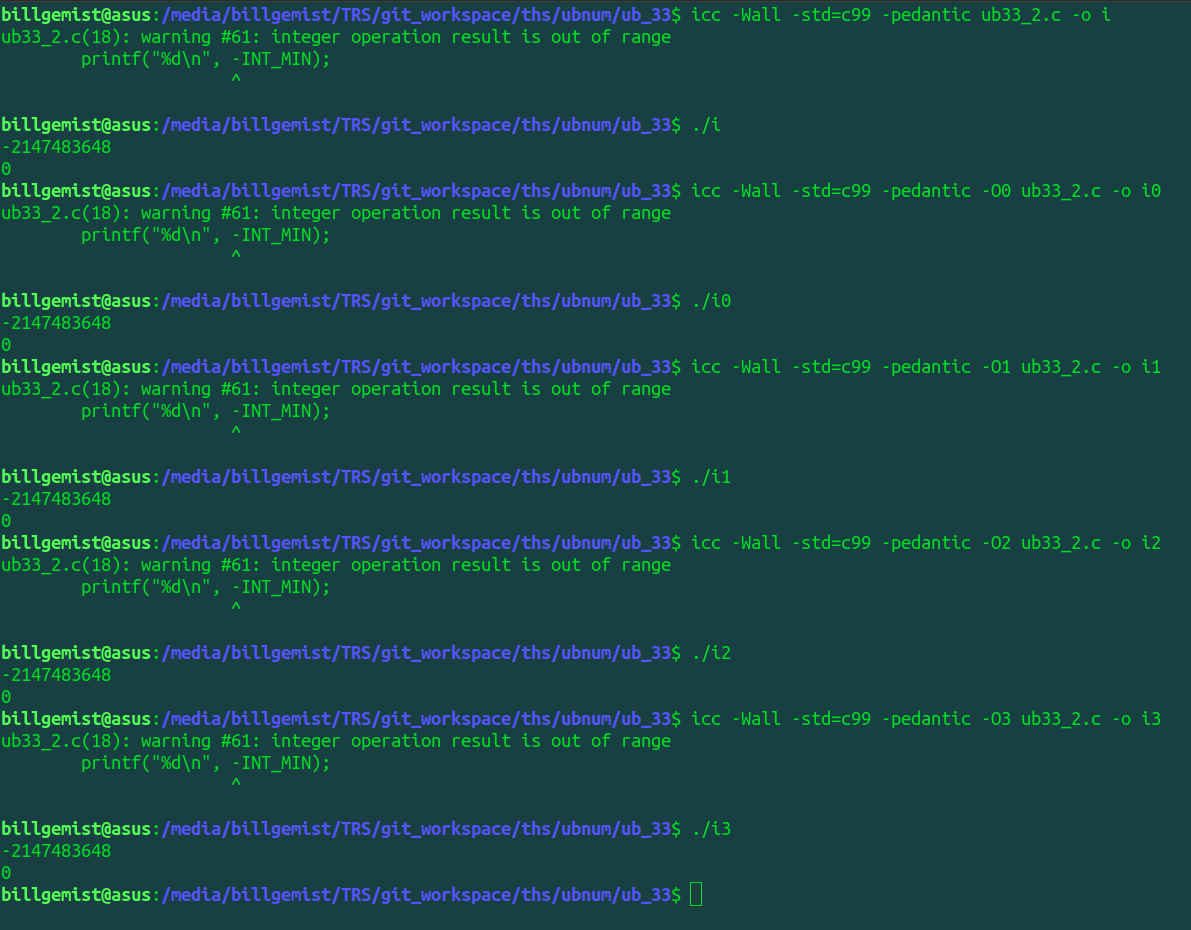 billgemist@asus:/media/billgemist/TRS/git_workspace/ths/ubnum/ub_33$ icc -Wall -std=c99 -pedantic ub33_2.c -o i
ub33_2.c(18): warning #61: integer operation result is out of range
        printf("%d\n", -INT_MIN);
                       ^

billgemist@asus:/media/billgemist/TRS/git_workspace/ths/ubnum/ub_33$ ./i
-2147483648
0
billgemist@asus:/media/billgemist/TRS/git_workspace/ths/ubnum/ub_33$ icc -Wall -std=c99 -pedantic -O0 ub33_2.c -o i0
ub33_2.c(18): warning #61: integer operation result is out of range
        printf("%d\n", -INT_MIN);
                       ^

billgemist@asus:/media/billgemist/TRS/git_workspace/ths/ubnum/ub_33$ ./i0
-2147483648
0
billgemist@asus:/media/billgemist/TRS/git_workspace/ths/ubnum/ub_33$ icc -Wall -std=c99 -pedantic -O1 ub33_2.c -o i1
ub33_2.c(18): warning #61: integer operation result is out of range
        printf("%d\n", -INT_MIN);
                       ^

billgemist@asus:/media/billgemist/TRS/git_workspace/ths/ubnum/ub_33$ ./i1
-2147483648
0
billgemist@asus:/media/billgemist/TRS/git_workspace/ths/ubnum/ub_33$ icc -Wall -std=c99 -pedantic -O2 ub33_2.c -o i2
ub33_2.c(18): warning #61: integer operation result is out of range
        printf("%d\n", -INT_MIN);
                       ^

billgemist@asus:/media/billgemist/TRS/git_workspace/ths/ubnum/ub_33$ ./i2
-2147483648
0
billgemist@asus:/media/billgemist/TRS/git_workspace/ths/ubnum/ub_33$ icc -Wall -std=c99 -pedantic -O3 ub33_2.c -o i3
ub33_2.c(18): warning #61: integer operation result is out of range
        printf("%d\n", -INT_MIN);
                       ^

billgemist@asus:/media/billgemist/TRS/git_workspace/ths/ubnum/ub_33$ ./i3
-2147483648
0
billgemist@asus:/media/billgemist/TRS/git_workspace/ths/ubnum/ub_33$